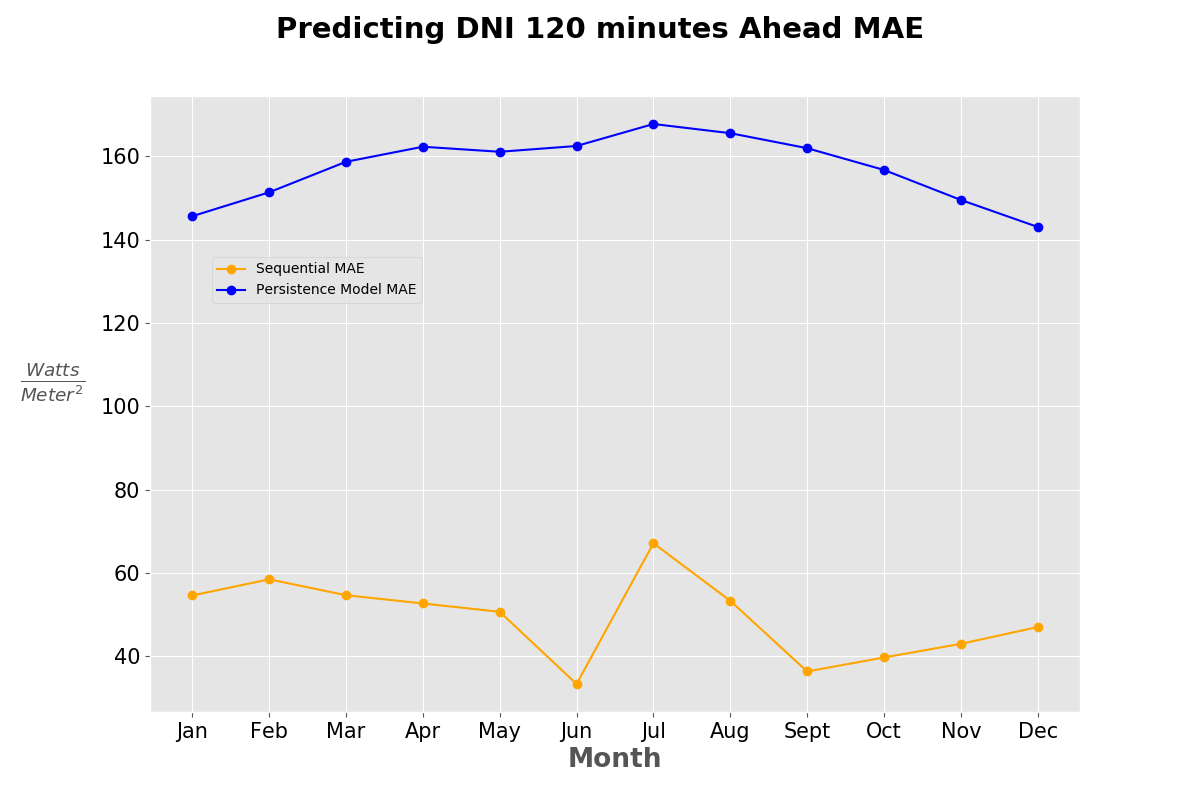 Predicting DNI 120 minutes Ahead MAE
160
140
Sequential MAE
Persistence Model MAE
120
Watts
Meter²
100
80
60
40
Jan Feb Mar Apr May Jun Jul Aug Sept Oct Nov Dec
Month